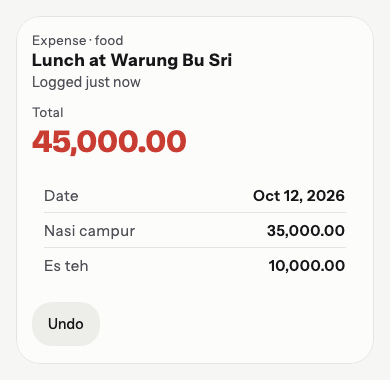 Expense · food
Lunch at Warung Bu Sri
Logged just now
Total
45,000.00
Date Oct 12, 2026
Nasi campur 35,000.00
Es teh 10,000.00
Undo